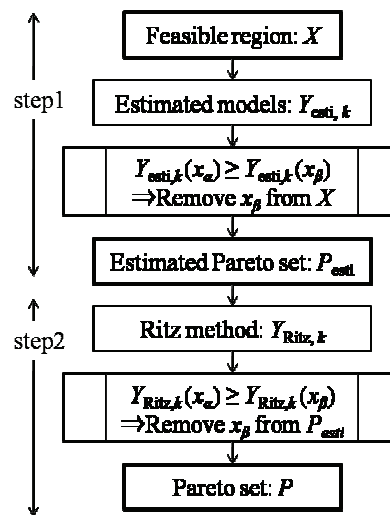 step1
Feasible region: X
Estimated models: Y_esti, k
Y_esti,k(x_α) ≥ Y_esti,k(x_β)
⇒Remove x_β from X
Estimated Pareto set: P_esti
step2
Ritz method: Y_Ritz, k
Y_Ritz,k(x_α) ≥ Y_Ritz,k(x_β)
⇒Remove x_β from P_esti
Pareto set: P